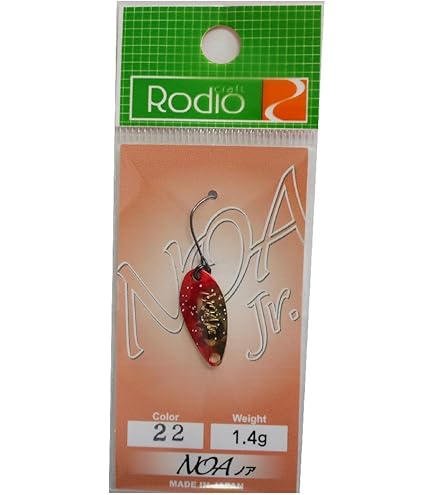 craft
Rodio
NOA
Jr.
Color
22
Weight
1.4g
NOA ノア
MADE IN JAPAN